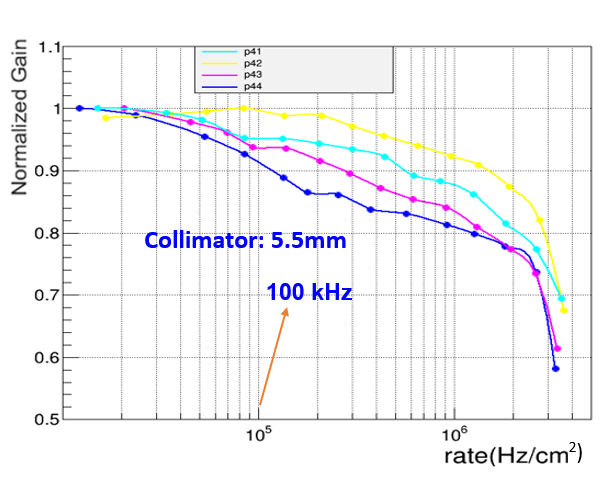 Normalized Gain
p41
p42
p43
p44
1.1
1
0.9
0.8
0.7
0.6
0.5
Collimator: 5.5mm
100 kHz
10⁵
10⁶
rate(Hz/cm²)